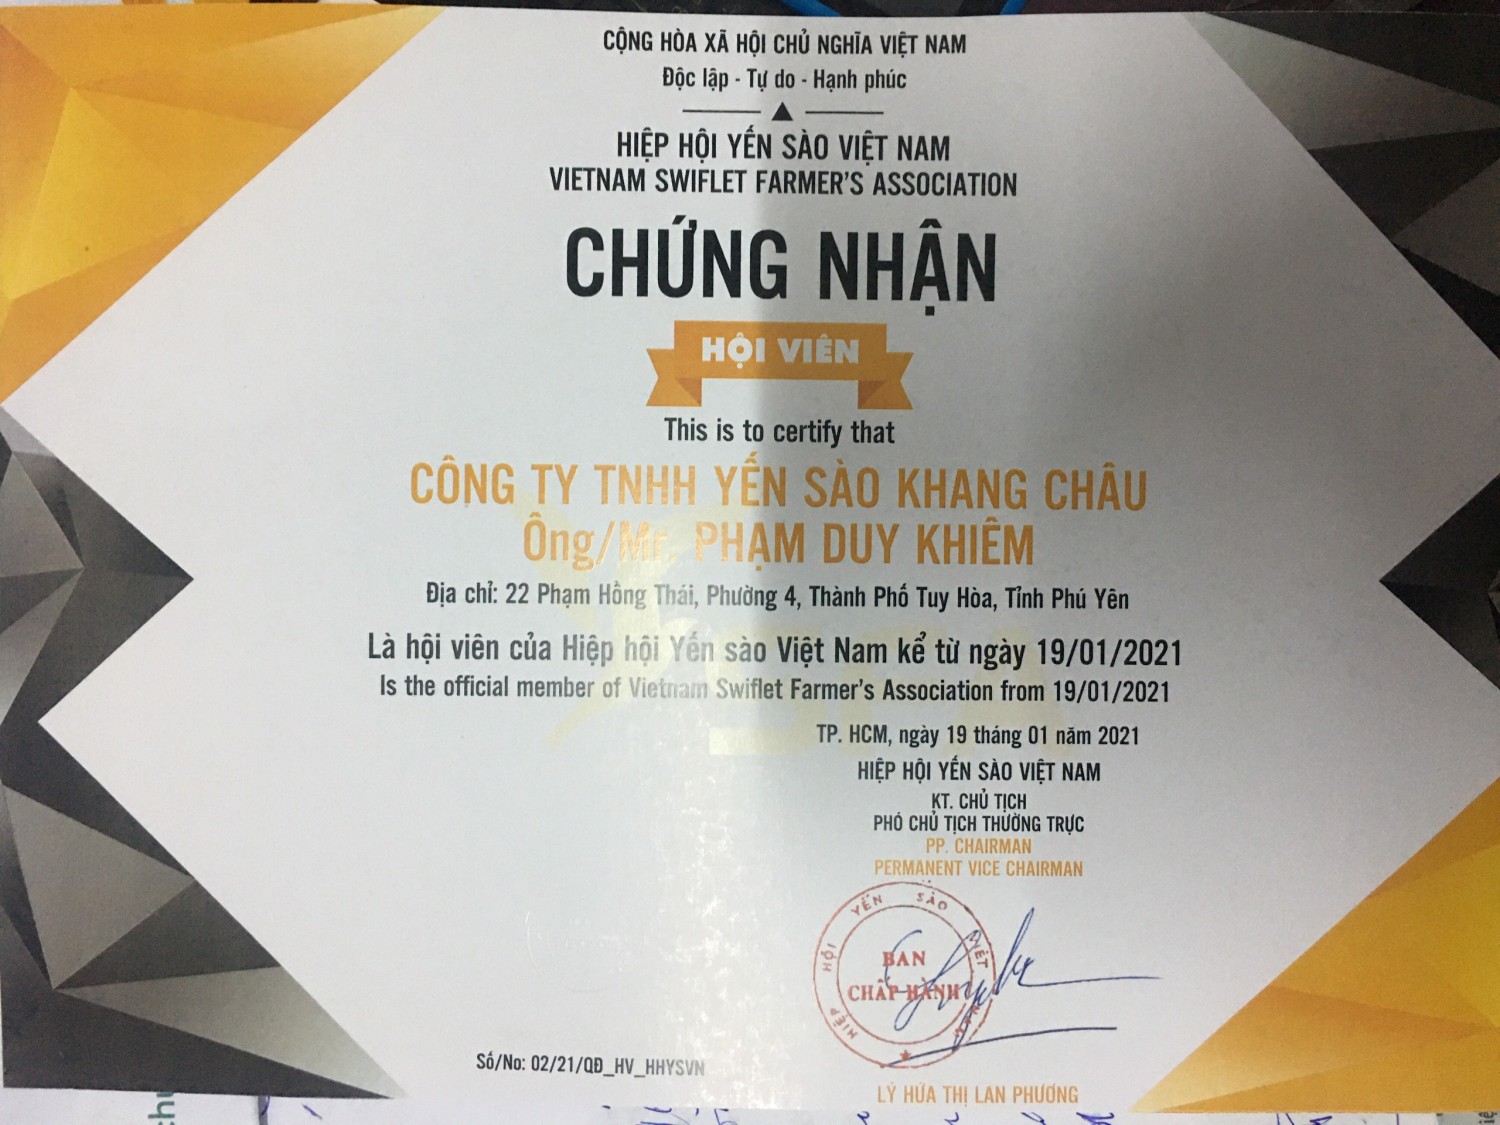 CỘNG HÒA XÃ HỘI CHỦ NGHĨA VIỆT NAM
Độc lập - Tự do - Hạnh phúc
HIỆP HỘI YẾN SÀO VIỆT NAM
VIETNAM SWIFLET FARMER'S ASSOCIATION
CHỨNG NHẬN
HỘI VIÊN
This is to certify that
CÔNG TY TNHH YẾN SÀO KHANG CHÂU
Ông/Mr. PHẠM DUY KHIÊM
Địa chỉ: 22 Phạm Hồng Thái, Phường 4, Thành Phố Tuy Hòa, Tỉnh Phú Yên
Là hội viên của Hiệp hội Yến sào Việt Nam kể từ ngày 19/01/2021
Is the official member of Vietnam Swiflet Farmer's Association from 19/01/2021
TP. HCM, ngày 19 tháng 01 năm 2021
HIỆP HỘI YẾN SÀO VIỆT NAM
KT. CHỦ TỊCH
PHÓ CHỦ TỊCH THƯỜNG TRỰC
PP. CHAIRMAN
PERMANENT VICE CHAIRMAN
HIỆP HỘI YẾN SÀO VIỆT NAM
BAN
CHẤP HÀNH
Số/No: 02/21/QĐ_HV_HHYSVN
LÝ HỨA THỊ LAN PHƯƠNG